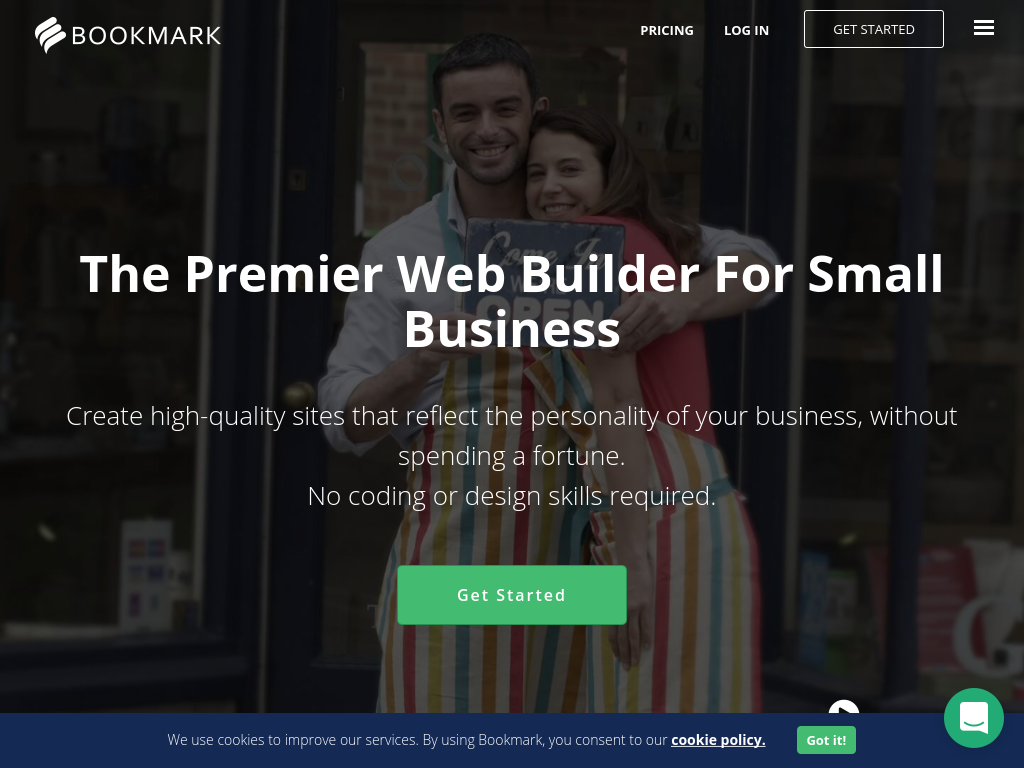 BOOKMARK
PRICING
LOG IN
GET STARTED
Come In
OPEN
The Premier Web Builder For Small
Business
Create high-quality sites that reflect the personality of your business, without
spending a fortune.
No coding or design skills required.
Get Started
We use cookies to improve our services. By using Bookmark, you consent to our cookie policy.
Got it!